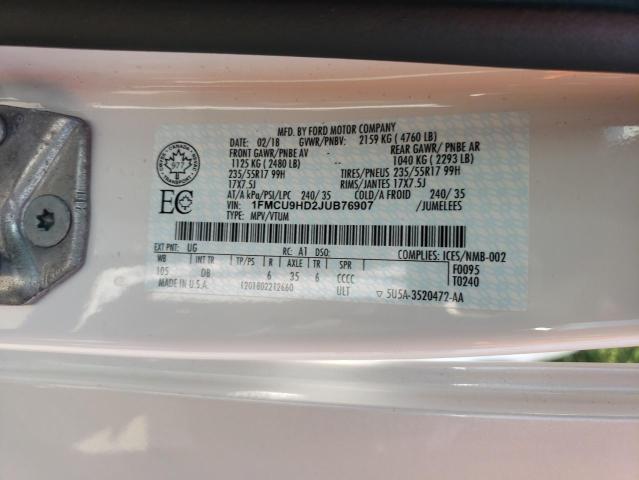 MFD. BY FORD MOTOR COMPANY
DATE: 02/18 GVWR/PNBV: 2159 KG ( 4760 LB)
FRONT GAWR/PNBE AV REAR GAWR/ PNBE AR
1125 KG ( 2480 LB) 1040 KG ( 2293 LB)
235/55R17 99H TIRES/PNEUS 235/55R17 99H
17X7.5J RIMS/JANTES 17X7.5J
AT/A kPa/PSI/LPC 240/ 35 COLD/A FROID 240/ 35
VIN: 1FMCU9HD2JUB76907 /JUMELEES
TYPE: MPV/VTUM
CANADA
97
TRANSPORT
EC
EXT PNT: UG RC: A1 DSO: COMPLIES: ICES/NMB-002
WB INT TR TP/PS R A TR SPR F0095
105 DB 6 35 6 CCCC T0240
MADE IN U.S.A. 1201802212660 ULT ▽ 5U5A-3520472-AA